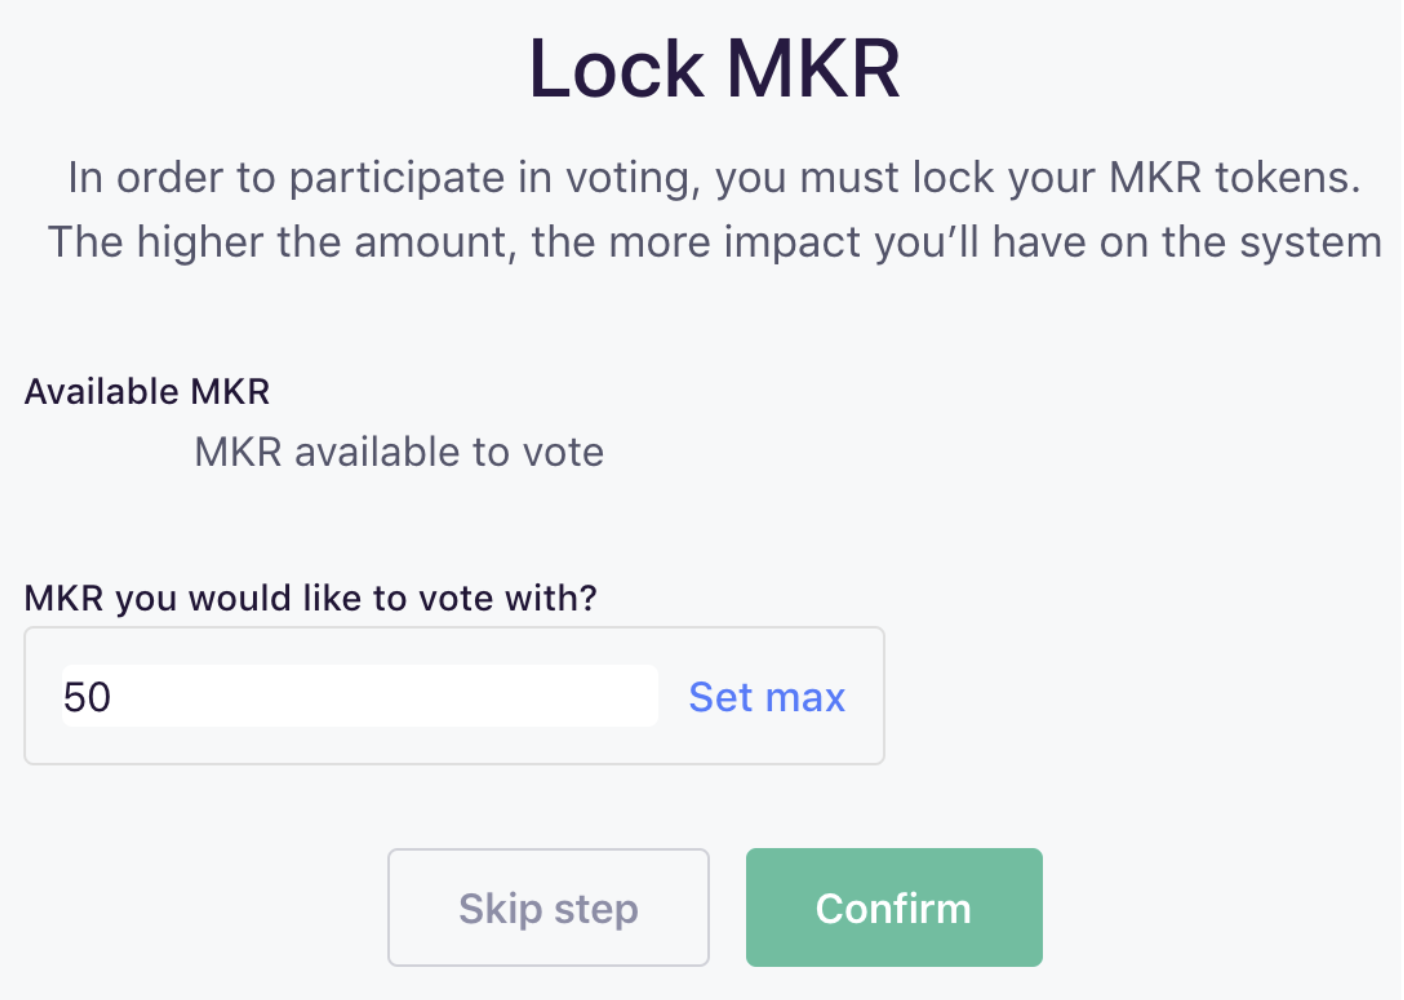 Lock MKR
In order to participate in voting, you must lock your MKR tokens.
The higher the amount, the more impact you’ll have on the system
Available MKR
MKR available to vote
MKR you would like to vote with?
50 Set max
Skip step Confirm